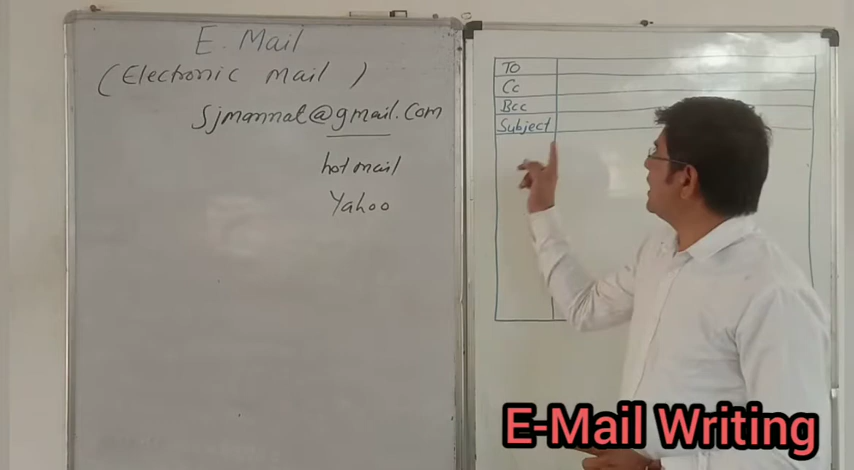 E-Mail
(Electronic Mail)
Sjmannat@gmail.com
hotmail
Yahoo
To
Cc
Bcc
Subject
E-Mail Writing